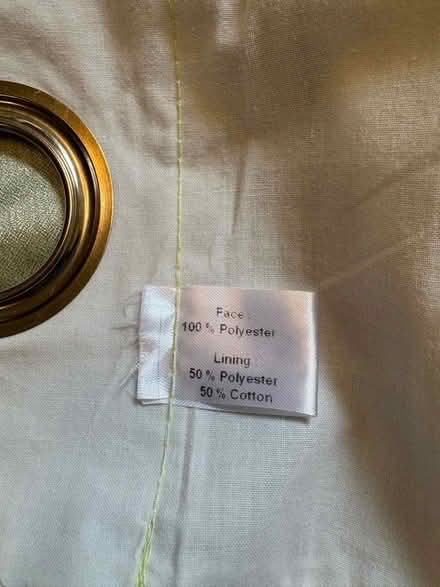 Face :
100 % Polyester
Lining
50 % Polyester
50 % Cotton